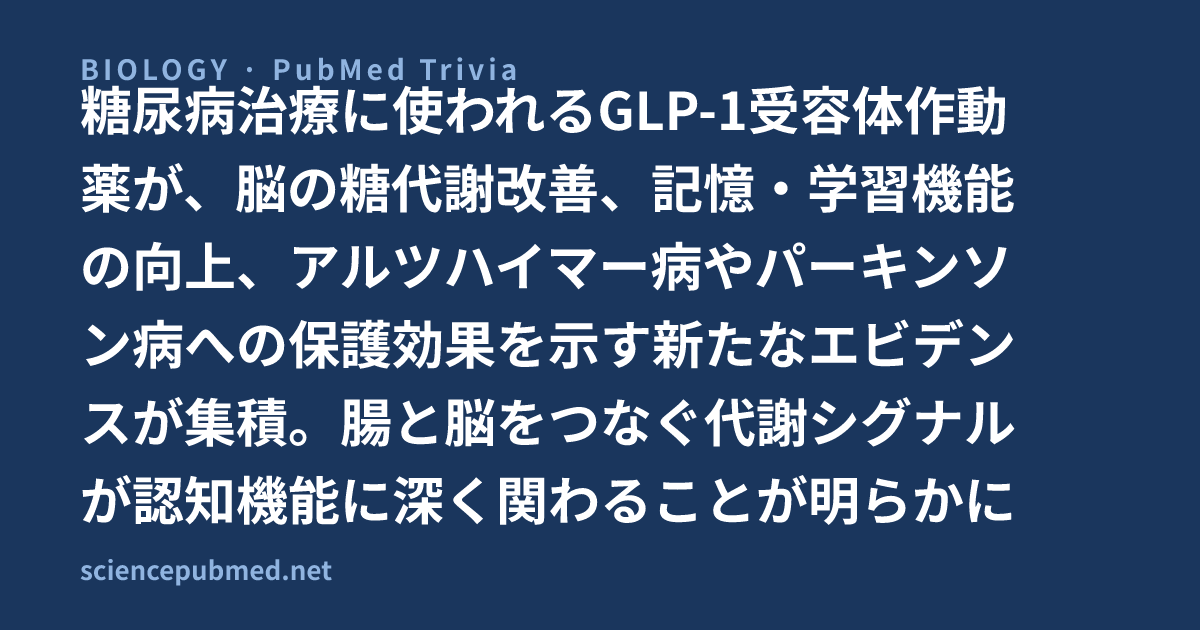 BIOLOGY · PubMed Trivia
糖尿病治療に使われるGLP-1受容体作動
薬が、脳の糖代謝改善、記憶・学習機能
の向上、アルツハイマー病やパーキンソ
ン病への保護効果を示す新たなエビデン
スが集積。腸と脳をつなぐ代謝シグナル
が認知機能に深く関わることが明らかに
sciencepubmed.net